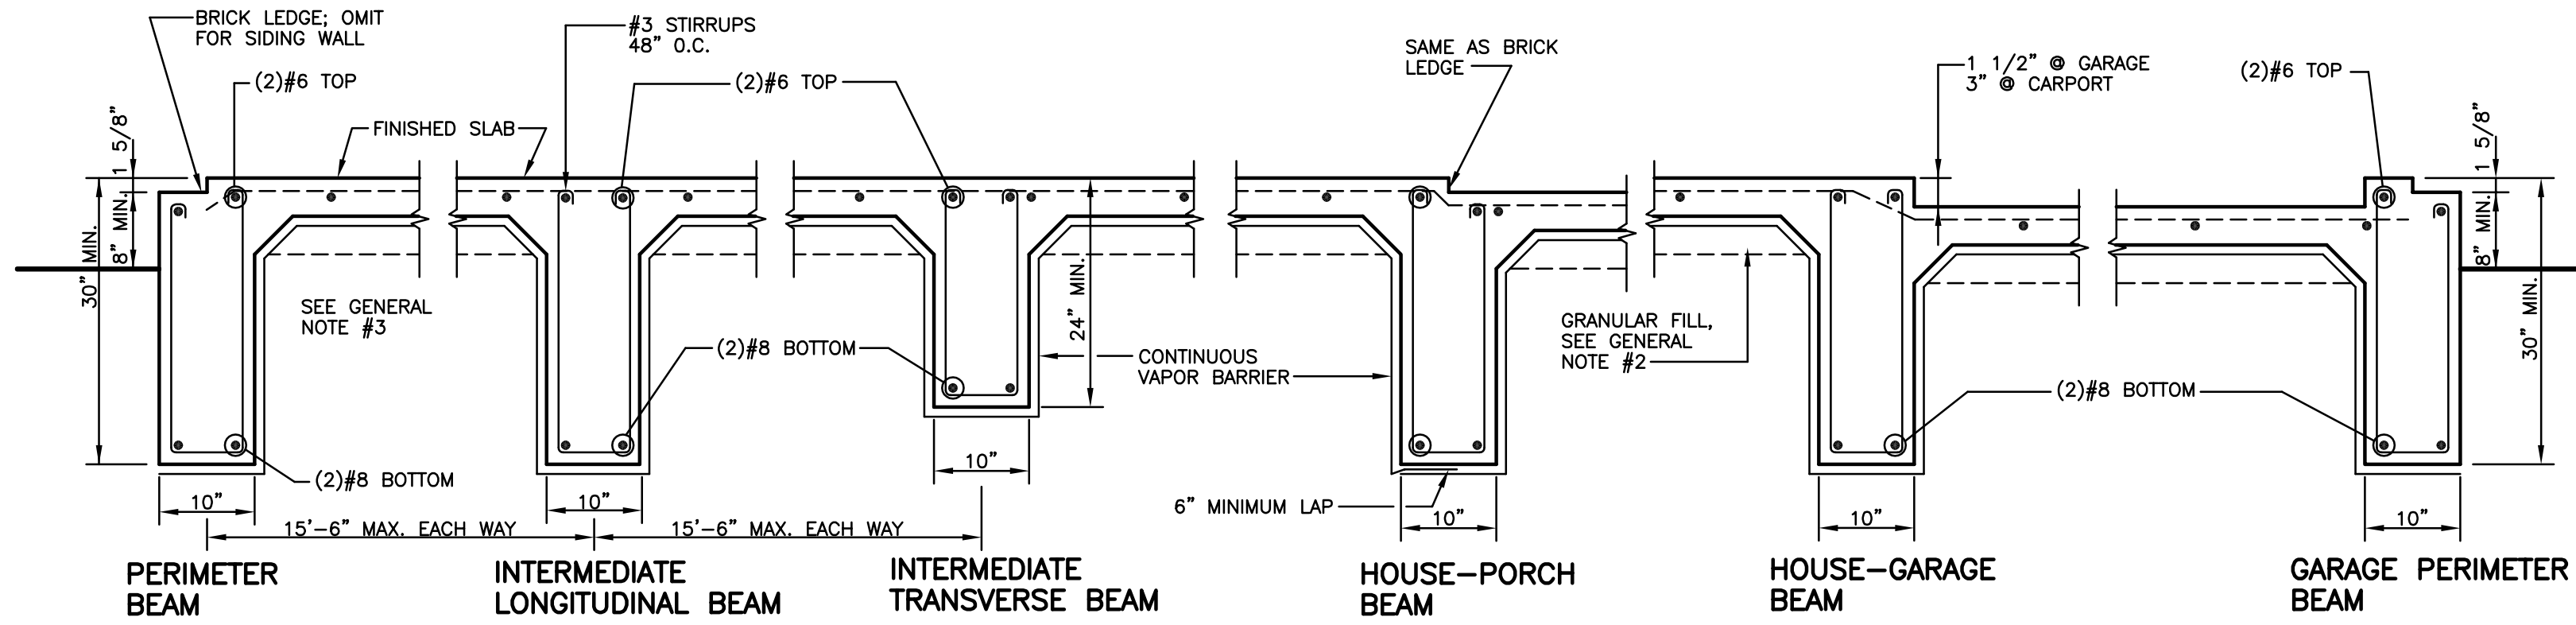 BRICK LEDGE; OMIT
FOR SIDING WALL
(2)#6 TOP
1 5/8"
8" MIN.
30" MIN.
FINISHED SLAB
#3 STIRRUPS
48" O.C.
(2)#6 TOP
SEE GENERAL
NOTE #3
(2)#8 BOTTOM
(2)#8 BOTTOM
24" MIN.
CONTINUOUS
VAPOR BARRIER
SAME AS BRICK
LEDGE
6" MINIMUM LAP
GRANULAR FILL,
SEE GENERAL
NOTE #2
1 1/2" @ GARAGE
3" @ CARPORT
(2)#6 TOP
1 5/8"
8" MIN.
30" MIN.
(2)#8 BOTTOM
10"
10"
10"
10"
10"
10"
15'-6" MAX. EACH WAY
15'-6" MAX. EACH WAY
PERIMETER
BEAM
INTERMEDIATE
LONGITUDINAL BEAM
INTERMEDIATE
TRANSVERSE BEAM
HOUSE-PORCH
BEAM
HOUSE-GARAGE
BEAM
GARAGE PERIMETER
BEAM